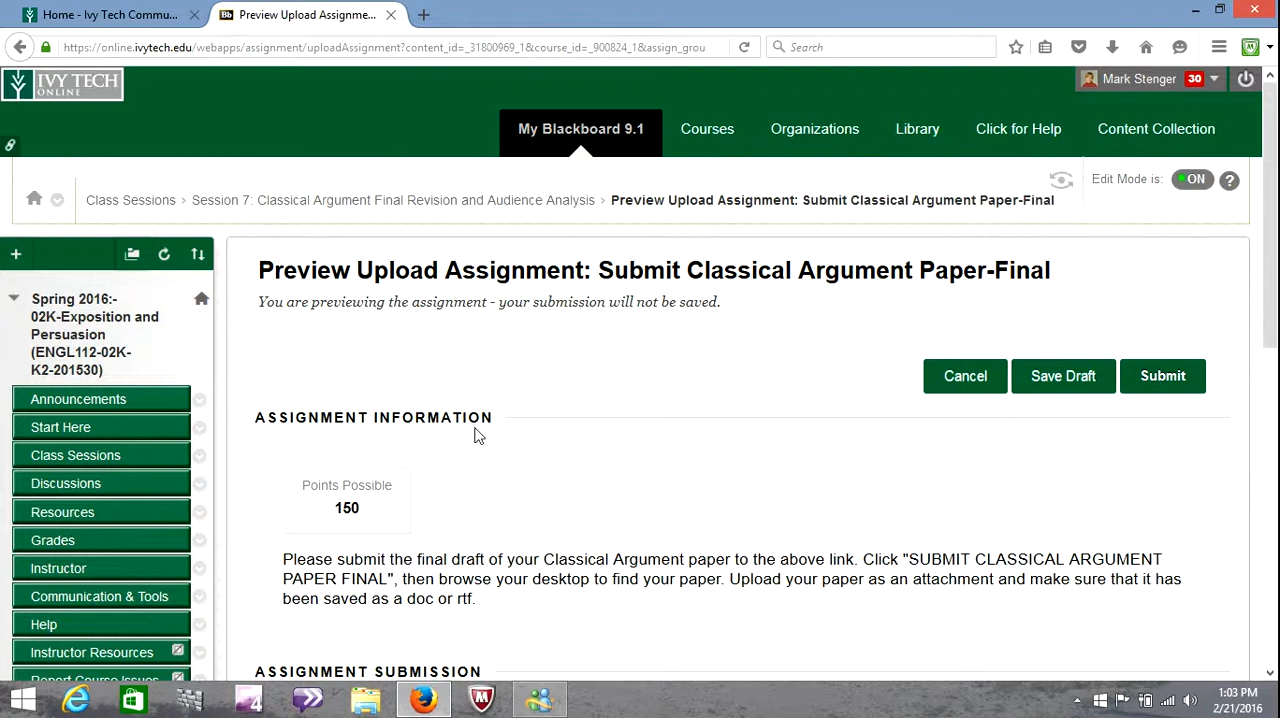 Home - Ivy Tech Commu...
Bb Preview Upload Assignme...
https://online.ivytech.edu/webapps/assignment/uploadAssignment?content_id=_31800969_1&course_id=_900824_1&assign_grou
Search
IVY TECH
ONLINE
Mark Stenger 30
My Blackboard 9.1
Courses
Organizations
Library
Click for Help
Content Collection
Class Sessions
Session 7: Classical Argument Final Revision and Audience Analysis
Preview Upload Assignment: Submit Classical Argument Paper-Final
Edit Mode is: ON ?
Spring 2016:-
02K-Exposition and
Persuasion
(ENGL112-02K-
K2-201530)
Announcements
Start Here
Class Sessions
Discussions
Resources
Grades
Instructor
Communication & Tools
Help
Instructor Resources
Report Course Issues
Preview Upload Assignment: Submit Classical Argument Paper-Final
You are previewing the assignment - your submission will not be saved.
Cancel
Save Draft
Submit
ASSIGNMENT INFORMATION
Points Possible
150
Please submit the final draft of your Classical Argument paper to the above link. Click "SUBMIT CLASSICAL ARGUMENT
PAPER FINAL", then browse your desktop to find your paper. Upload your paper as an attachment and make sure that it has
been saved as a doc or rtf.
ASSIGNMENT SUBMISSION
4
1:03 PM
2/21/2016